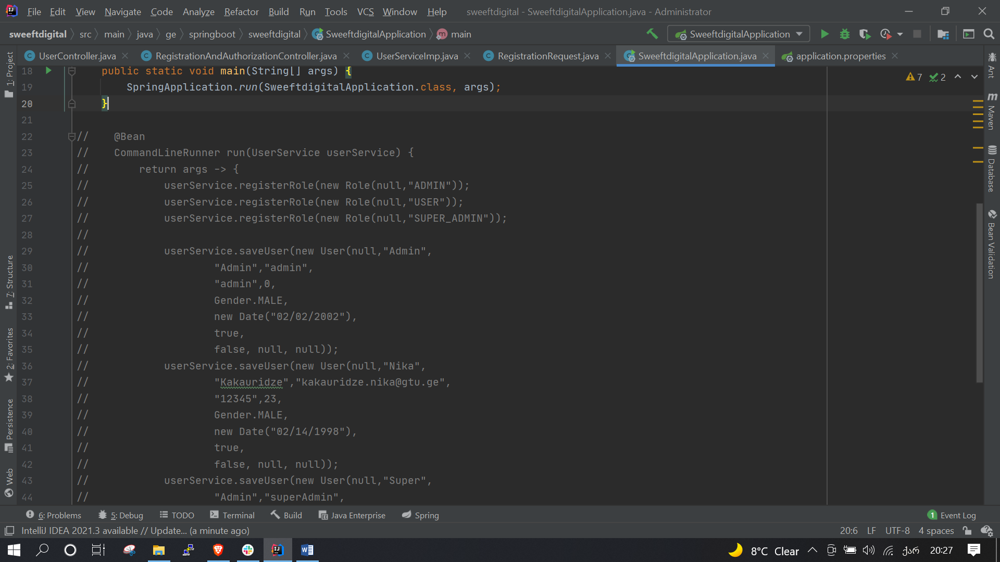 File Edit View Navigate Code Analyze Refactor Build Run Tools VCS Window Help sweeftdigital - SweeftdigitalApplication.java - Administrator
sweeftdigital src main java ge springboot sweeftdigital SweeftdigitalApplication m main SweeftdigitalApplication
UserController.java RegistrationAndAuthorizationController.java UserServiceImp.java RegistrationRequest.java SweeftdigitalApplication.java application.properties
1: Project
7: Structure
2: Favorites
Persistence
Web
18 public static void main(String[] args) {
19 SpringApplication.run(SweeftdigitalApplication.class, args);
20 }
21
22 // @Bean
23 // CommandLineRunner run(UserService userService) {
24 // return args -> {
25 // userService.registerRole(new Role(null,"ADMIN"));
26 // userService.registerRole(new Role(null,"USER"));
27 // userService.registerRole(new Role(null,"SUPER_ADMIN"));
28 //
29 // userService.saveUser(new User(null,"Admin",
30 // "Admin","admin",
31 // "admin",0,
32 // Gender.MALE,
33 // new Date("02/02/2002"),
34 // true,
35 // false, null, null));
36 // userService.saveUser(new User(null,"Nika",
37 // "Kakauridze","kakauridze.nika@gtu.ge",
38 // "12345",23,
39 // Gender.MALE,
40 // new Date("02/14/1998"),
41 // true,
42 // false, null, null));
43 // userService.saveUser(new User(null,"Super",
44 // "Admin","superAdmin",
7 2
Ant
m Maven
Database
Bean Validation
6: Problems 5: Debug TODO Terminal Build Java Enterprise Spring 1 Event Log
IntelliJ IDEA 2021.3 available // Update... (a minute ago) 20:6 LF UTF-8 4 spaces
8°C Clear ქარ 20:27